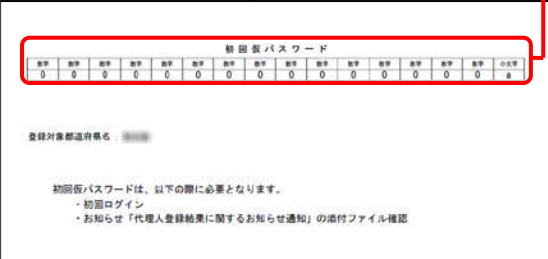 初回仮パスワード
数字 数字 数字 数字 数字 数字 数字 数字 数字 数字 数字 数字 数字 数字 小文字
0 0 0 0 0 0 0 0 0 0 0 0 0 0 a
登録対象都道府県名：
初回仮パスワードは、以下の際に必要となります。
・初回ログイン
・お知らせ「代理人登録結果に関するお知らせ通知」の添付ファイル確認